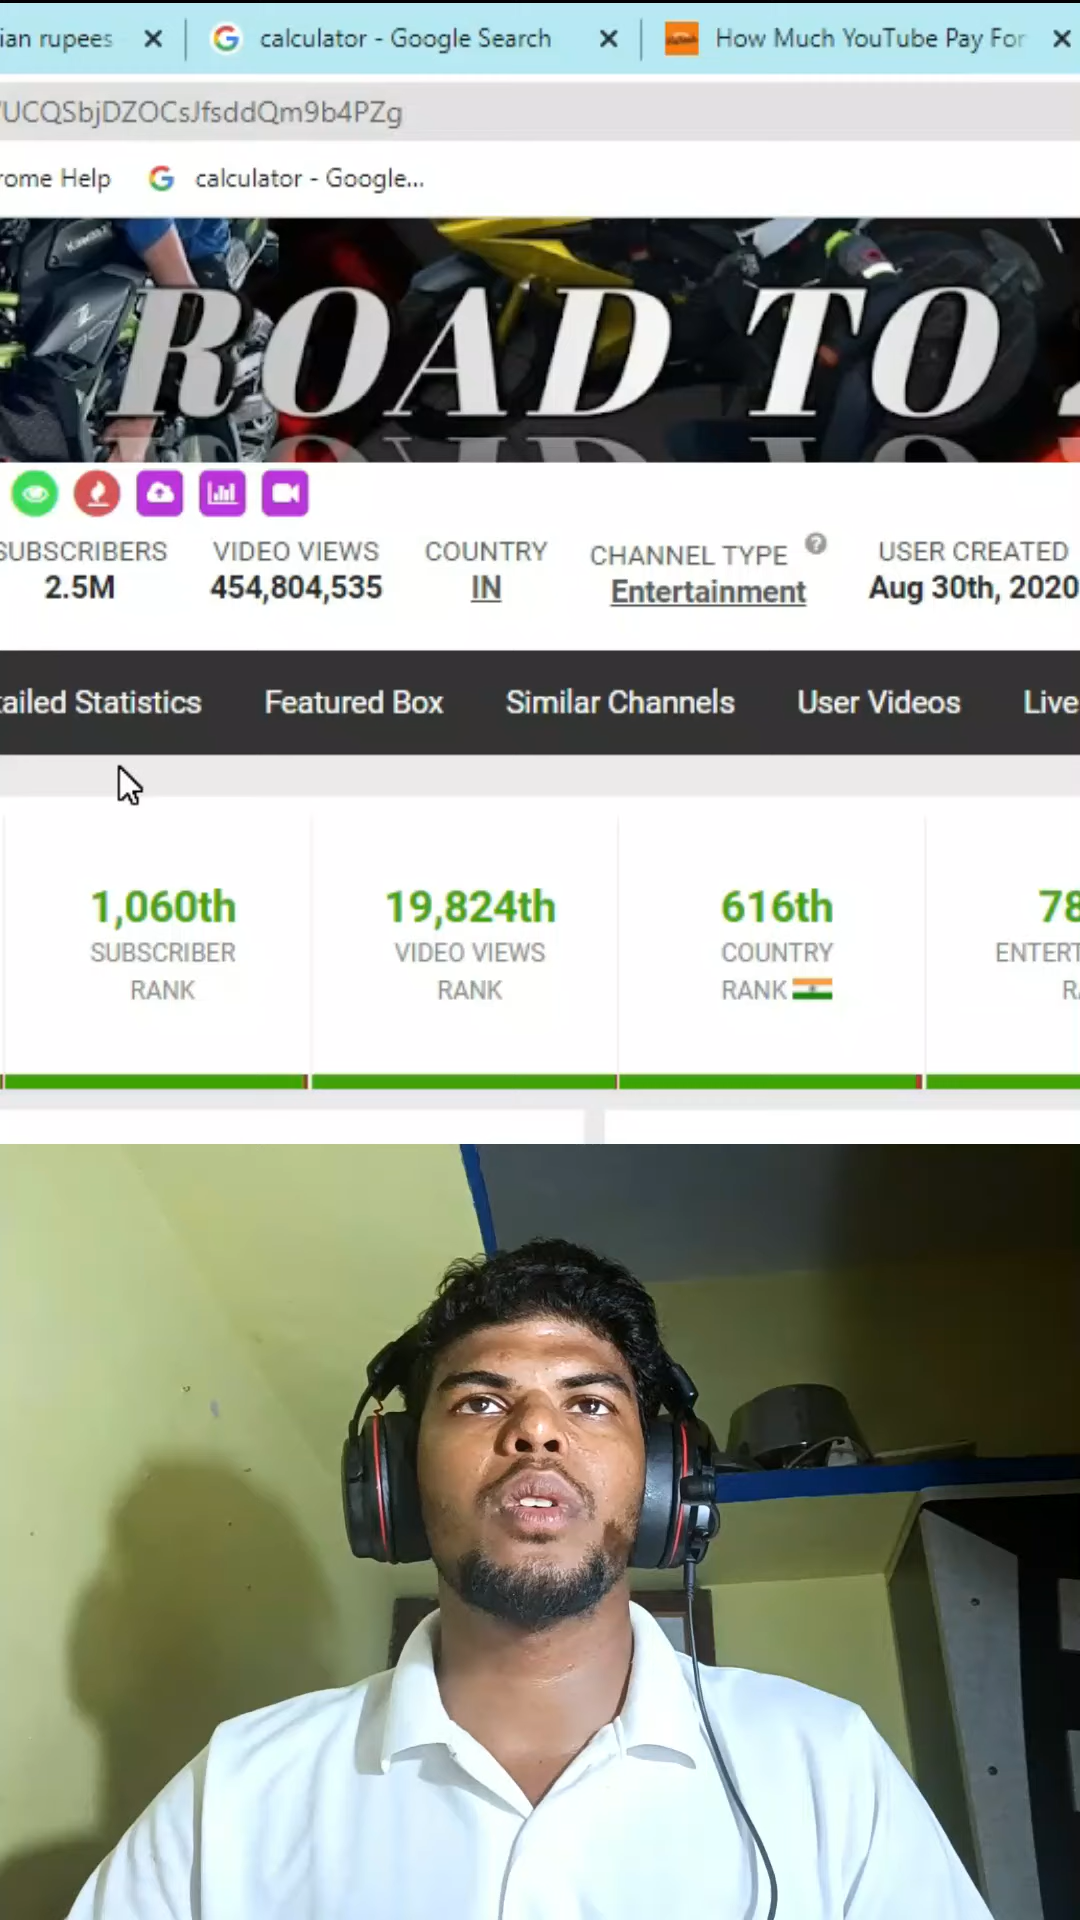 ian rupees
calculator - Google Search
How Much YouTube Pay For
UCQSbjDZOCsJfsddQm9b4PZg
rome Help
calculator - Google...
Kawasaki
Z
ROAD TO
SUBSCRIBERS
2.5M
VIDEO VIEWS
454,804,535
COUNTRY
IN
CHANNEL TYPE ?
Entertainment
USER CREATED
Aug 30th, 2020
ailed Statistics
Featured Box
Similar Channels
User Videos
Live
1,060th
SUBSCRIBER
RANK
19,824th
VIDEO VIEWS
RANK
616th
COUNTRY
RANK
78
ENTERT
R